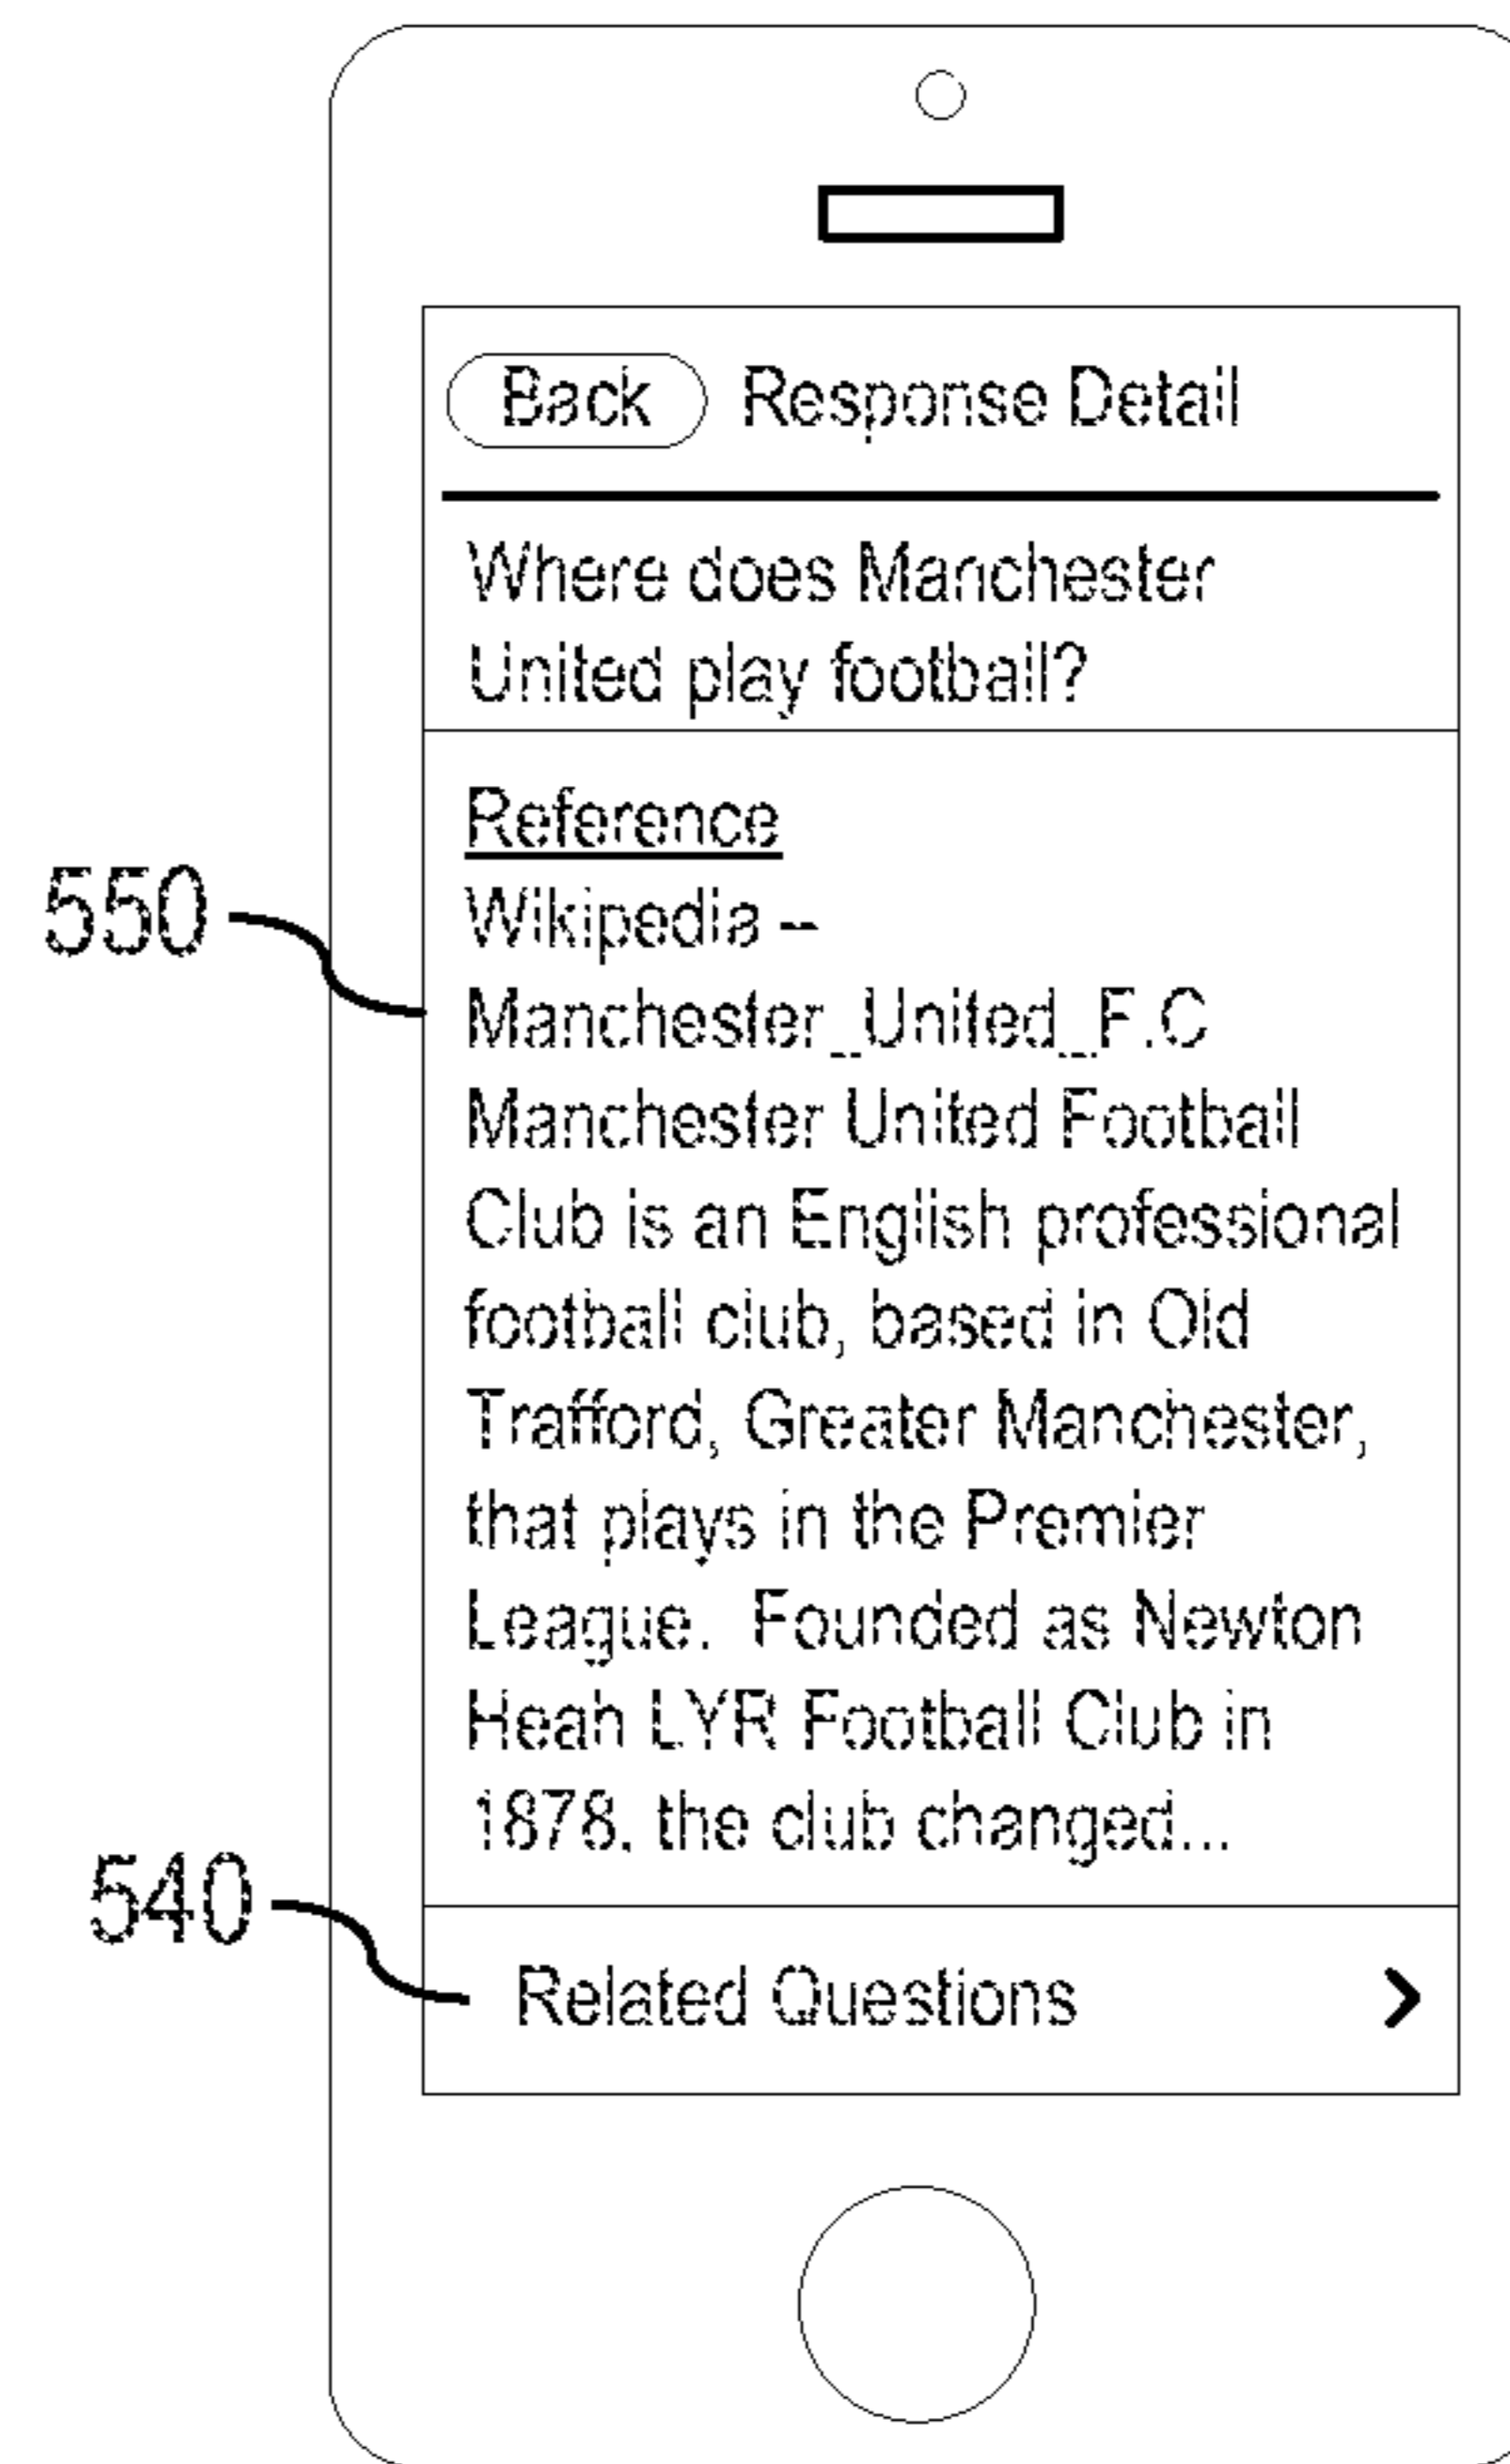 Back Response Detail
Where does Manchester
United play football?
Reference
Wikipedia --
Manchester_United_F.C
Manchester United Football
Club is an English professional
football club, based in Old
Trafford, Greater Manchester,
that plays in the Premier
League. Founded as Newton
Heah LYR Football Club in
1878, the club changed...
Related Questions >
550
540